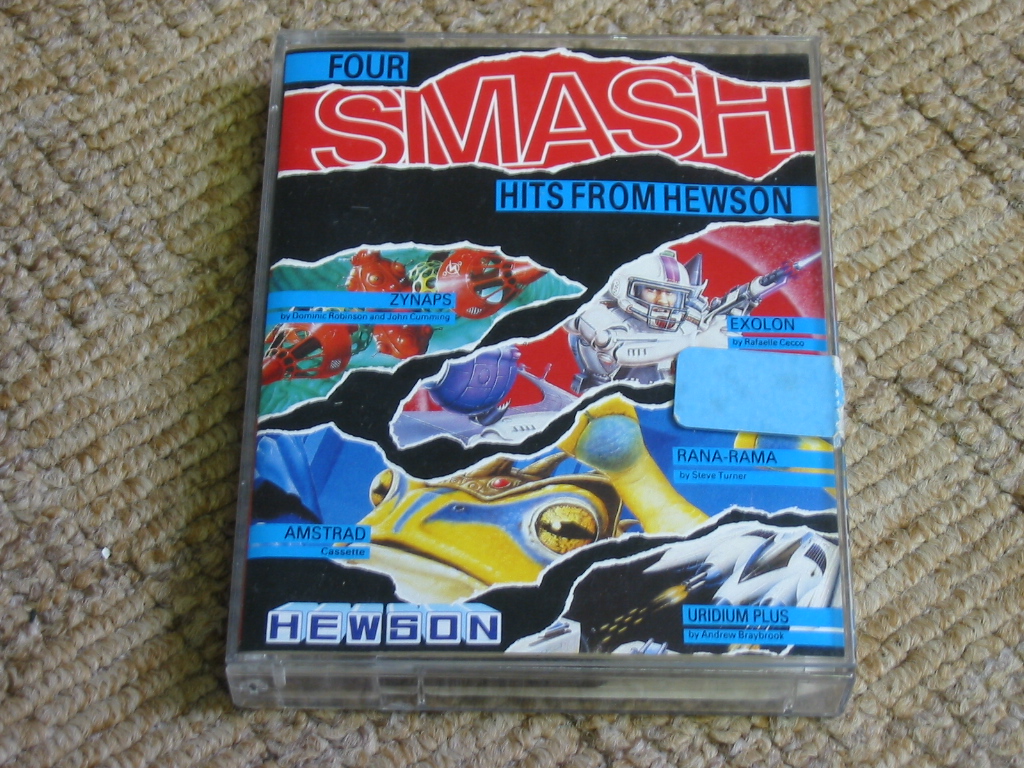 FOUR
SMASH
HITS FROM HEWSON
ZYNAPS
by Dominic Robinson and John Cumming
EXOLON
by Rafaelle Cecco
RANA-RAMA
by Steve Turner
AMSTRAD
Cassette
URIDIUM PLUS
by Andrew Braybrook
HEWSON